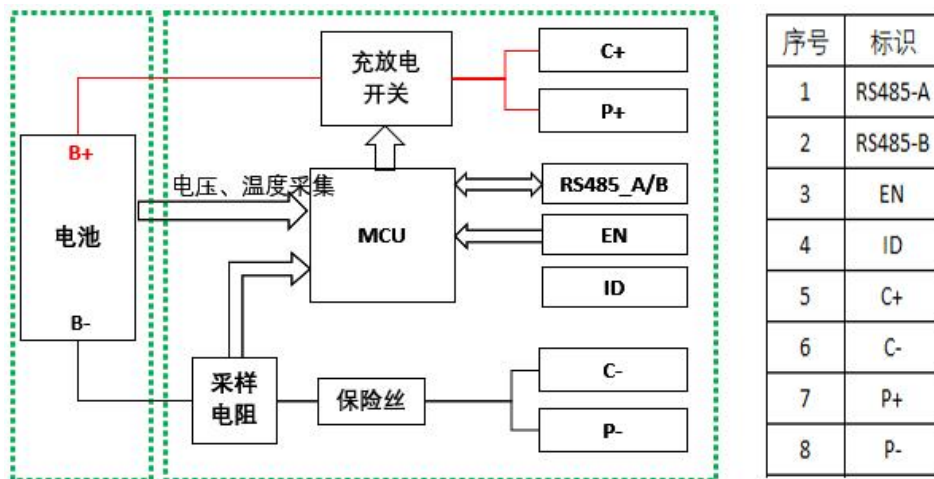 充放电
开关
C+
P+
B+
电池
B-
电压、温度采集
MCU
RS485_A/B
EN
ID
采样
电阻
保险丝
C-
P-
序号 标识
1 RS485-A
2 RS485-B
3 EN
4 ID
5 C+
6 C-
7 P+
8 P-